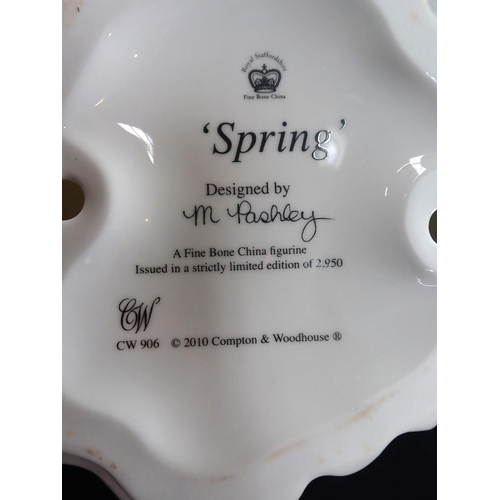 Royal Staffordshire
Fine Bone China
‘Spring’
Designed by
M Pashley
A Fine Bone China figurine
Issued in a strictly limited edition of 2,950
CW
CW 906 © 2010 Compton & Woodhouse ®